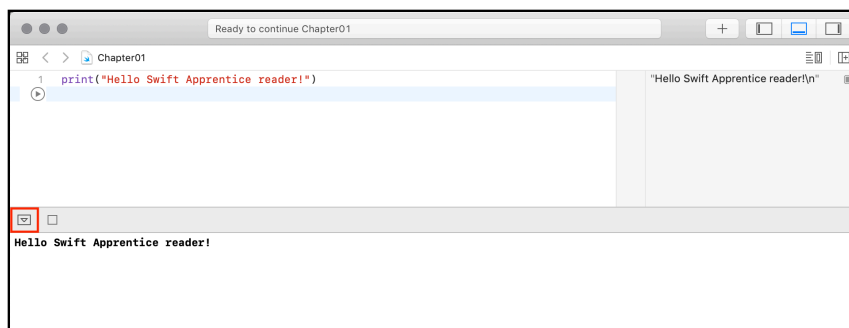 Ready to continue Chapter01
Chapter01
1 print("Hello Swift Apprentice reader!")
"Hello Swift Apprentice reader!\n"
Hello Swift Apprentice reader!